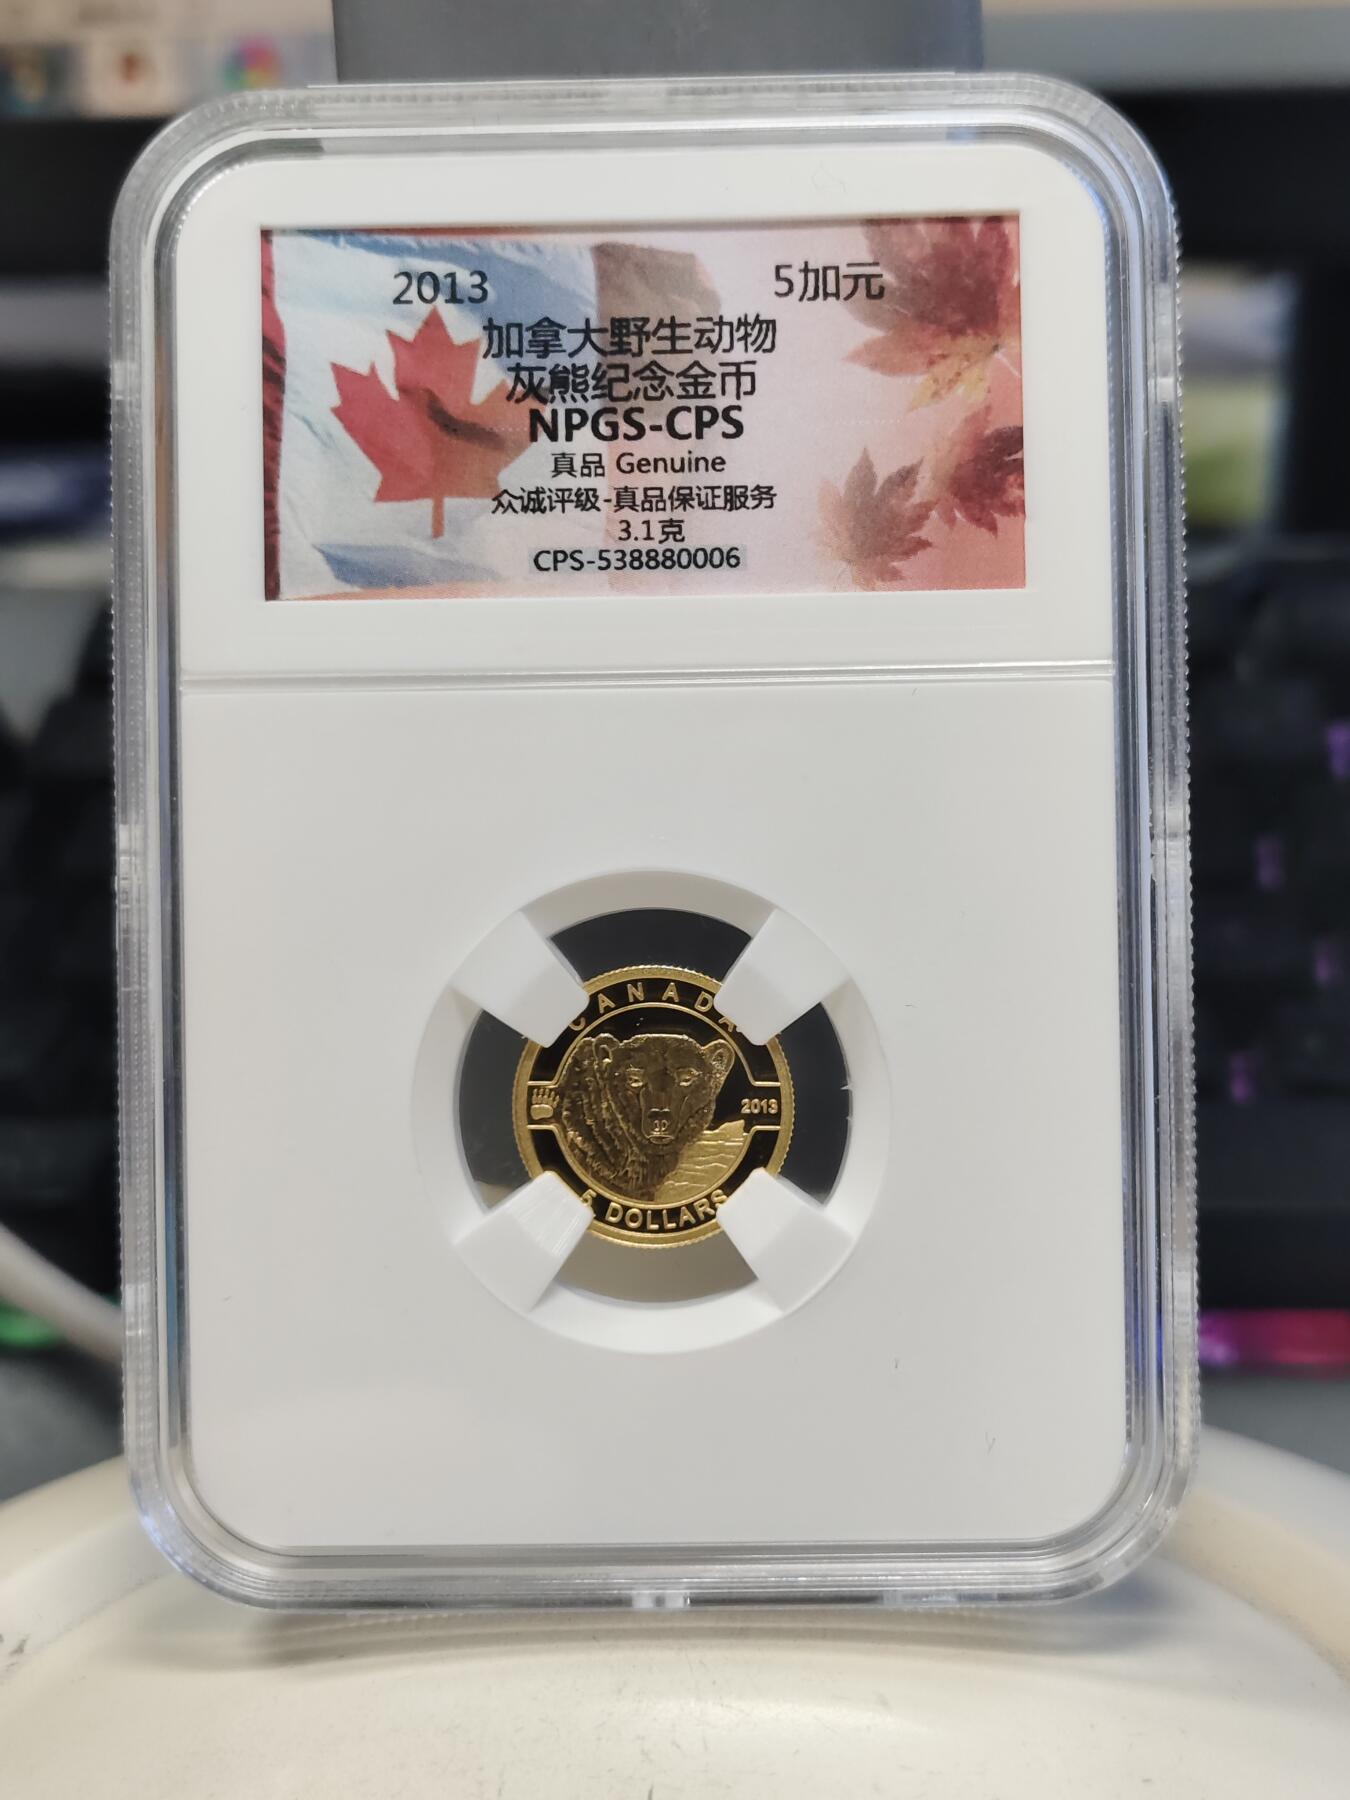 2013 5加元
加拿大野生动物
灰熊纪念金币
NPGS-CPS
真品 Genuine
众诚评级-真品保证服务
3.1克
CPS-538880006
CANADA
2013
5 DOLLARS